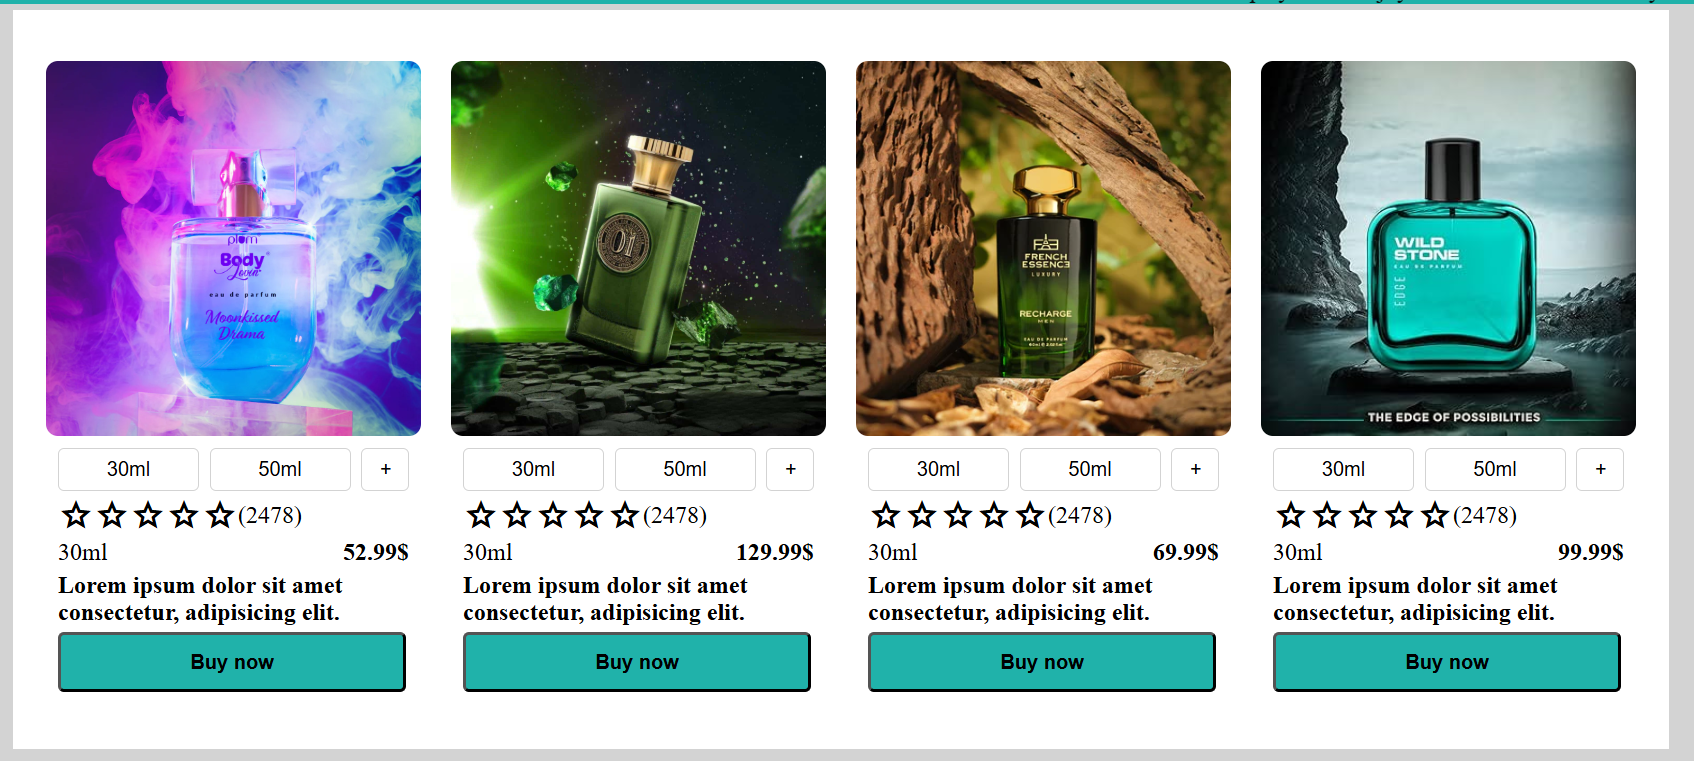 plum
Body
Lovin'
eau de parfum
Moonkissed
Drama
01
FRENCH
ESSENCE
LUXURY
RECHARGE
MEN
EAU DE PARFUM
WILD
STONE
EAU DE PARFUM
EDGE
THE EDGE OF POSSIBILITIES
30ml 50ml +
30ml 50ml +
30ml 50ml +
30ml 50ml +
(2478)
(2478)
(2478)
(2478)
30ml 52.99$
30ml 129.99$
30ml 69.99$
30ml 99.99$
Lorem ipsum dolor sit amet
consectetur, adipisicing elit.
Lorem ipsum dolor sit amet
consectetur, adipisicing elit.
Lorem ipsum dolor sit amet
consectetur, adipisicing elit.
Lorem ipsum dolor sit amet
consectetur, adipisicing elit.
Buy now
Buy now
Buy now
Buy now